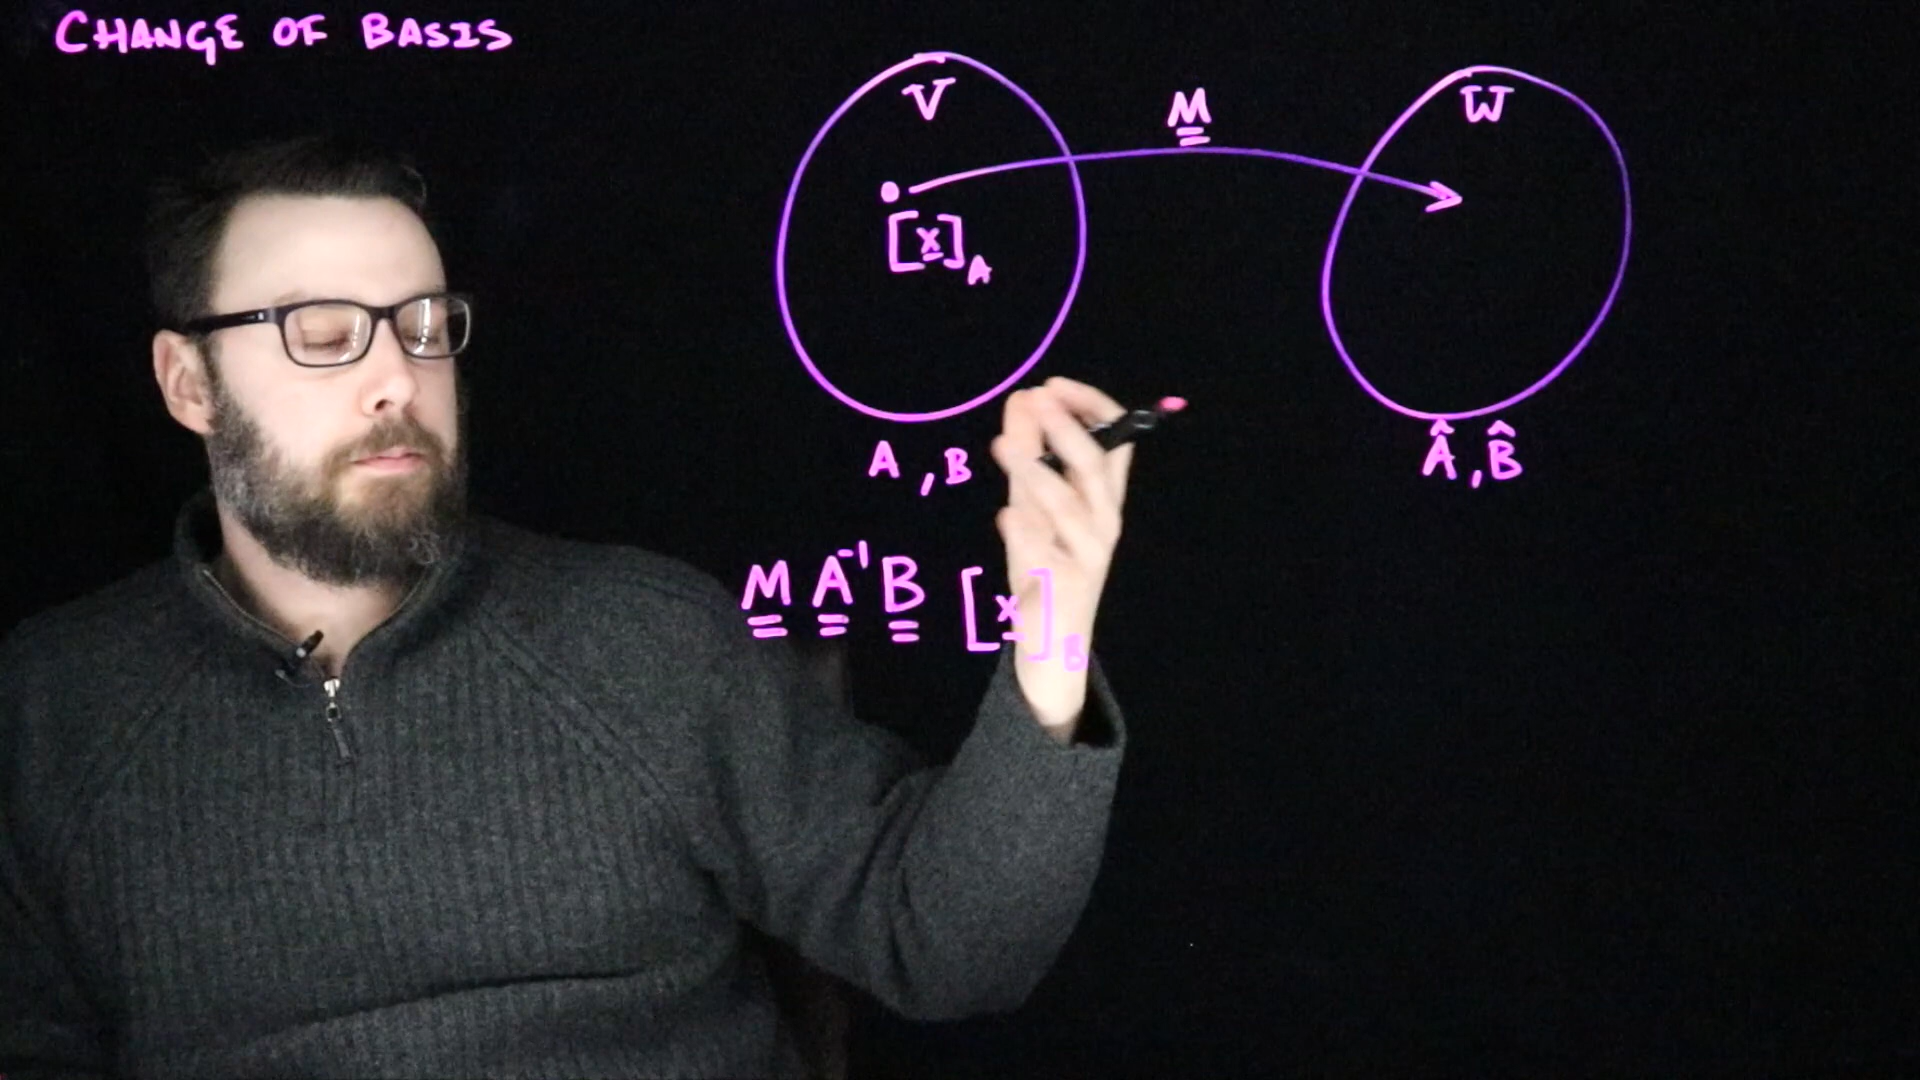 CHANGE OF BASIS
V
M
W
[x]A
A, B
Â, B̂
M A⁻¹ B [x]B